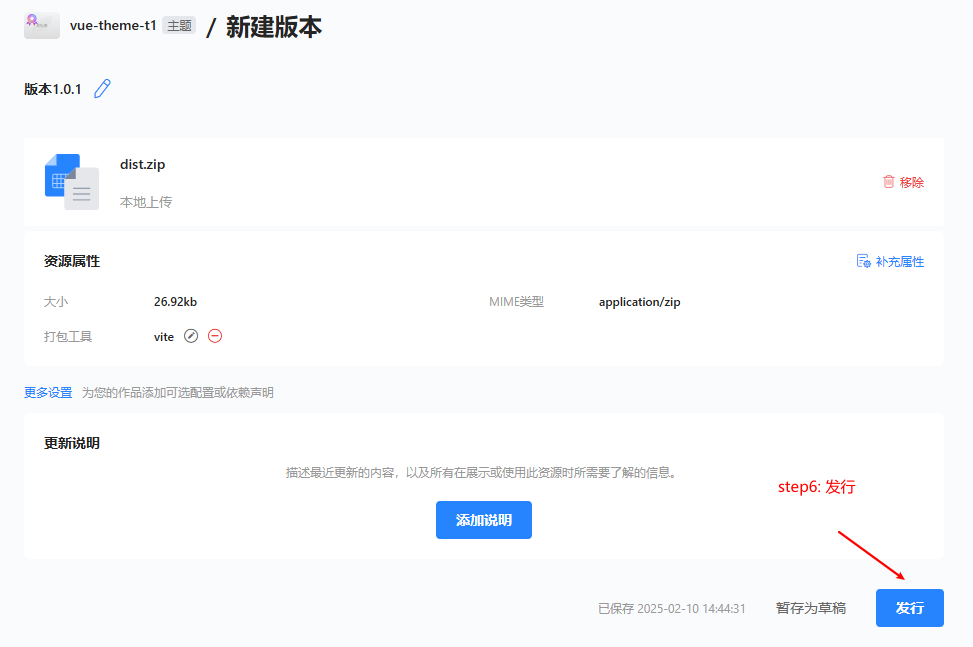 vue-theme-t1 主题 / 新建版本
版本1.0.1
dist.zip
本地上传
移除
资源属性
补充属性
大小 26.92kb MIME类型 application/zip
打包工具 vite
更多设置 为您的作品添加可选配置或依赖声明
更新说明
描述最近更新的内容，以及所有在展示或使用此资源时所需要了解的信息。
step6: 发行
添加说明
已保存 2025-02-10 14:44:31 暂存为草稿 发行